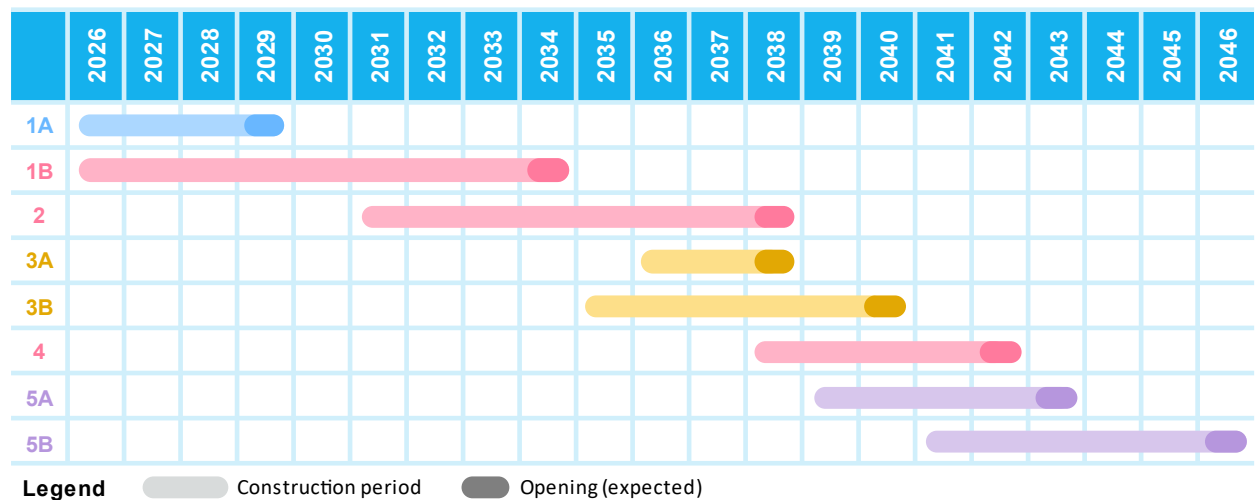 2026 2027 2028 2029 2030 2031 2032 2033 2034 2035 2036 2037 2038 2039 2040 2041 2042 2043 2044 2045 2046
1A
1B
2
3A
3B
4
5A
5B
Legend Construction period Opening (expected)